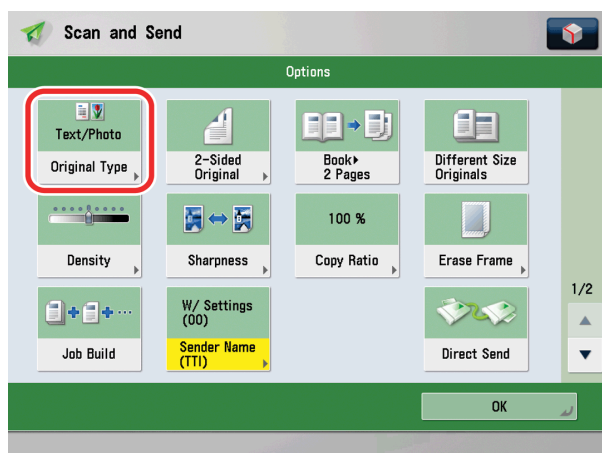 Scan and Send
Options
Text/Photo
Original Type
2-Sided
Original
Book▸
2 Pages
Different Size
Originals
Density
Sharpness
100 %
Copy Ratio
Erase Frame
1/2
Job Build
W/ Settings
(00)
Sender Name
(TTI)
Direct Send
OK